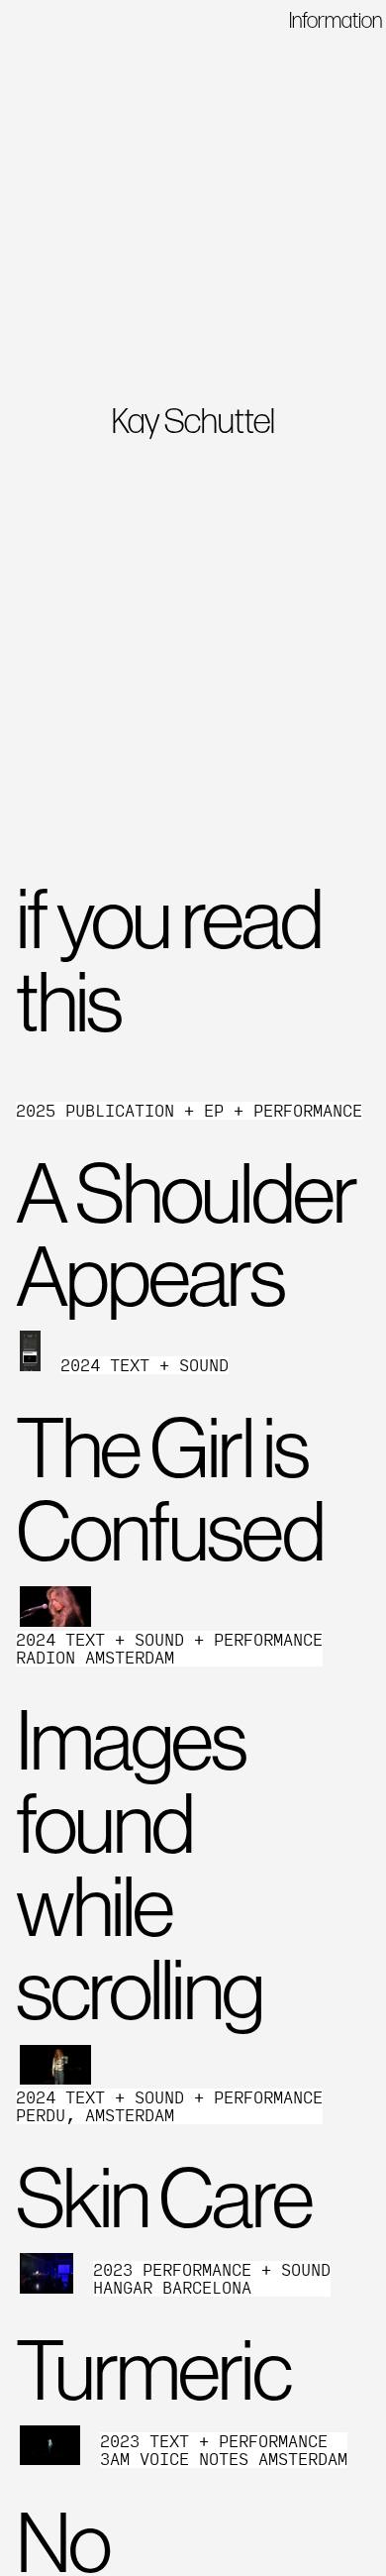 Information
Kay Schuttel
if you read
this
2025 PUBLICATION + EP + PERFORMANCE
A Shoulder
Appears
2024 TEXT + SOUND
The Girl is
Confused
2024 TEXT + SOUND + PERFORMANCE
RADION AMSTERDAM
Images
found
while
scrolling
2024 TEXT + SOUND + PERFORMANCE
PERDU, AMSTERDAM
Skin Care
2023 PERFORMANCE + SOUND
HANGAR BARCELONA
Turmeric
2023 TEXT + PERFORMANCE
3AM VOICE NOTES AMSTERDAM
No